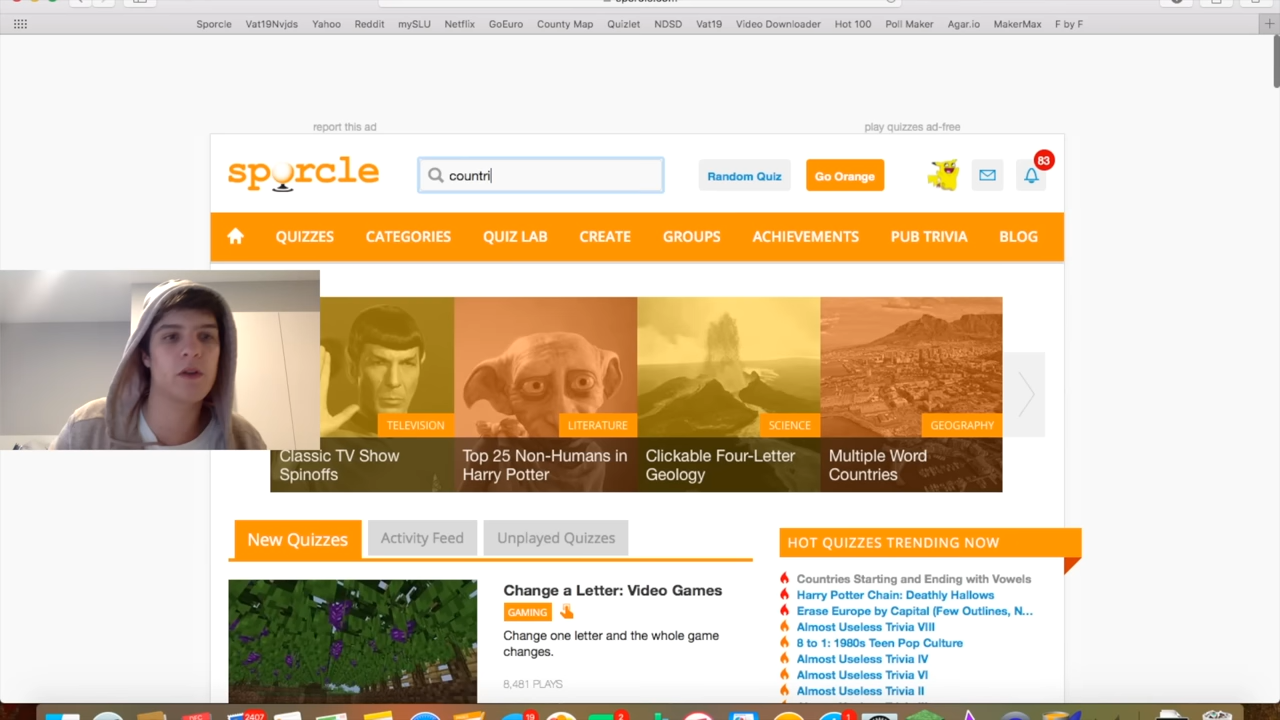 Sporcle Vat19Nvjds Yahoo Reddit mySLU Netflix GoEuro County Map Quizlet NDSD Vat19 Video Downloader Hot 100 Poll Maker Agar.io MakerMax F by F
report this ad play quizzes ad-free
sporcle countri Random Quiz Go Orange 83
QUIZZES CATEGORIES QUIZ LAB CREATE GROUPS ACHIEVEMENTS PUB TRIVIA BLOG
TELEVISION LITERATURE SCIENCE GEOGRAPHY
Classic TV Show
Spinoffs
Top 25 Non-Humans in
Harry Potter
Clickable Four-Letter
Geology
Multiple Word
Countries
New Quizzes Activity Feed Unplayed Quizzes
Change a Letter: Video Games
GAMING
Change one letter and the whole game
changes.
8,481 PLAYS
HOT QUIZZES TRENDING NOW
Countries Starting and Ending with Vowels
Harry Potter Chain: Deathly Hallows
Erase Europe by Capital (Few Outlines, N...
Almost Useless Trivia VIII
8 to 1: 1980s Teen Pop Culture
Almost Useless Trivia IV
Almost Useless Trivia VI
Almost Useless Trivia II
DEC 2407 19 2 1